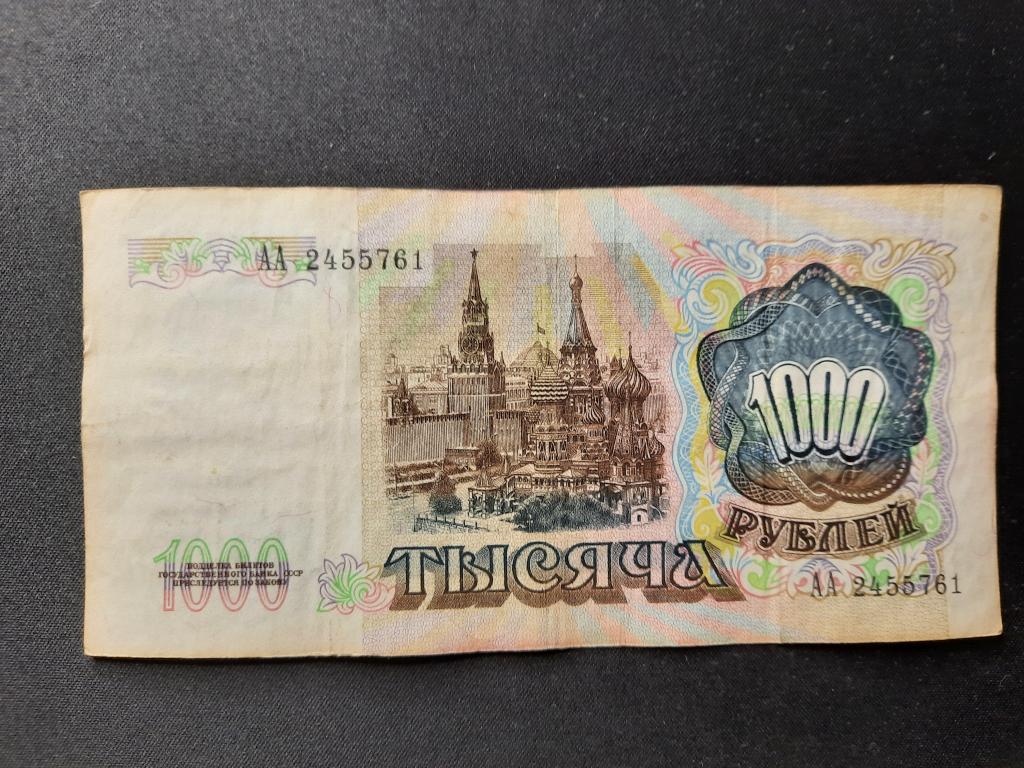 АА 2455761
1000
РУБЛЕЙ
ТЫСЯЧА
1000
ПОДДЕЛКА БИЛЕТОВ
ГОСУДАРСТВЕННОГО БАНКА СССР
ПРЕСЛЕДУЕТСЯ ПО ЗАКОНУ
АА 2455761